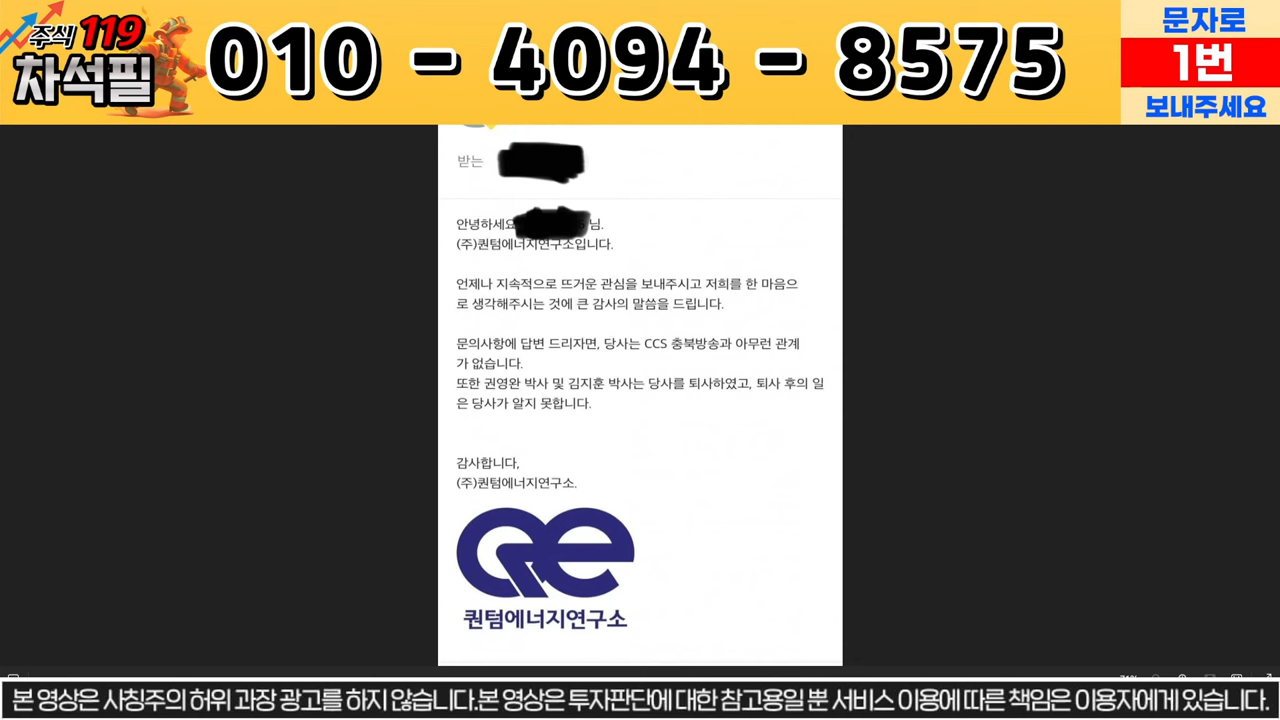 주식 119
차석필
010 - 4094 - 8575
문자로
1번
보내주세요
받는
안녕하세요 님.
(주)퀀텀에너지연구소입니다.
언제나 지속적으로 뜨거운 관심을 보내주시고 저희를 한 마음으
로 생각해주시는 것에 큰 감사의 말씀을 드립니다.
문의사항에 답변 드리자면, 당사는 CCS 충북방송과 아무런 관계
가 없습니다.
또한 권영완 박사 및 김지훈 박사는 당사를 퇴사하였고, 퇴사 후의 일
은 당사가 알지 못합니다.
감사합니다,
(주)퀀텀에너지연구소.
Qe
퀀텀에너지연구소
본 영상은 사칭주의 허위 과장 광고를 하지 않습니다.본 영상은 투자판단에 대한 참고용일 뿐 서비스 이용에 따른 책임은 이용자에게 있습니다.